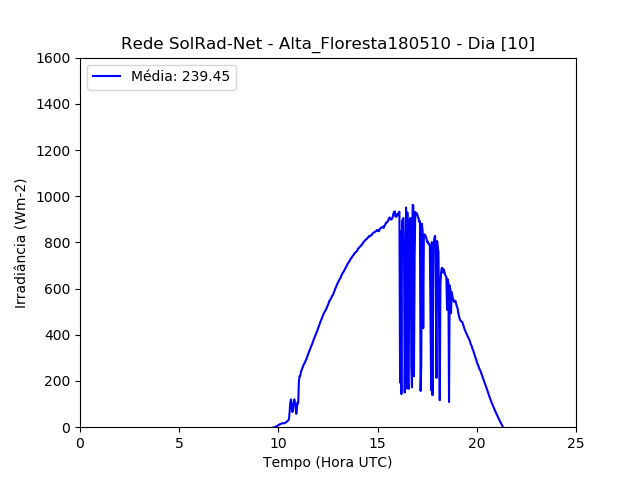 Rede SolRad-Net - Alta_Floresta180510 - Dia [10]
Média: 239.45
Irradiância (Wm-2)
1600
1400
1200
1000
800
600
400
200
0
0 5 10 15 20 25
Tempo (Hora UTC)